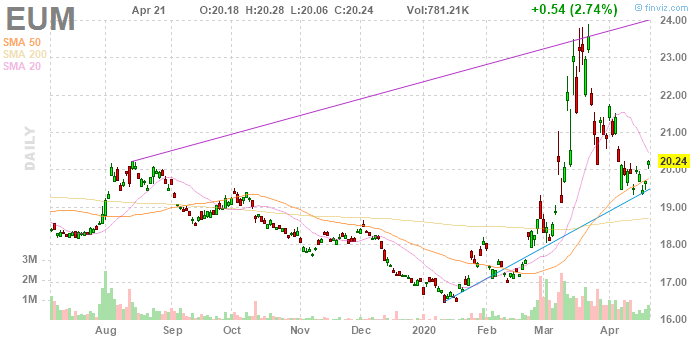 EUM
Apr 21 O:20.18 H:20.28 L:20.06 C:20.24 Vol:781.21K +0.54 (2.74%)
© finviz.com
SMA 50
SMA 200
SMA 20
DAILY
24.00
23.00
22.00
21.00
20.24
20.00
19.00
18.00
17.00
16.00
3M
2M
1M
Aug Sep Oct Nov Dec 2020 Feb Mar Apr